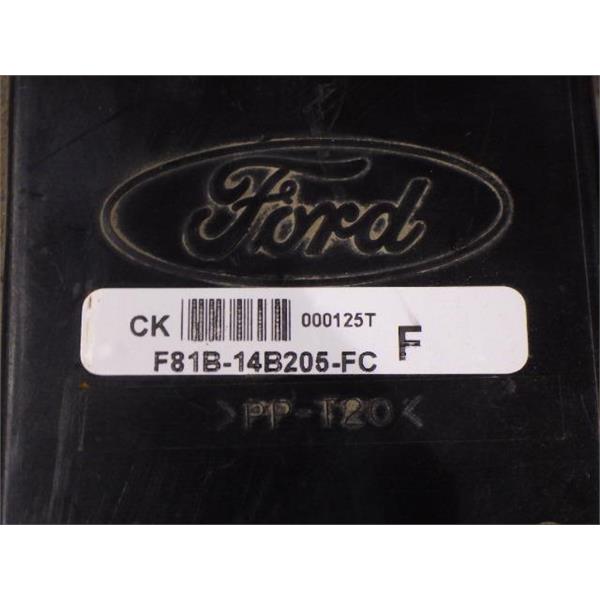 Ford
CK 000125T
F
F81B-14B205-FC
>PP-T20<